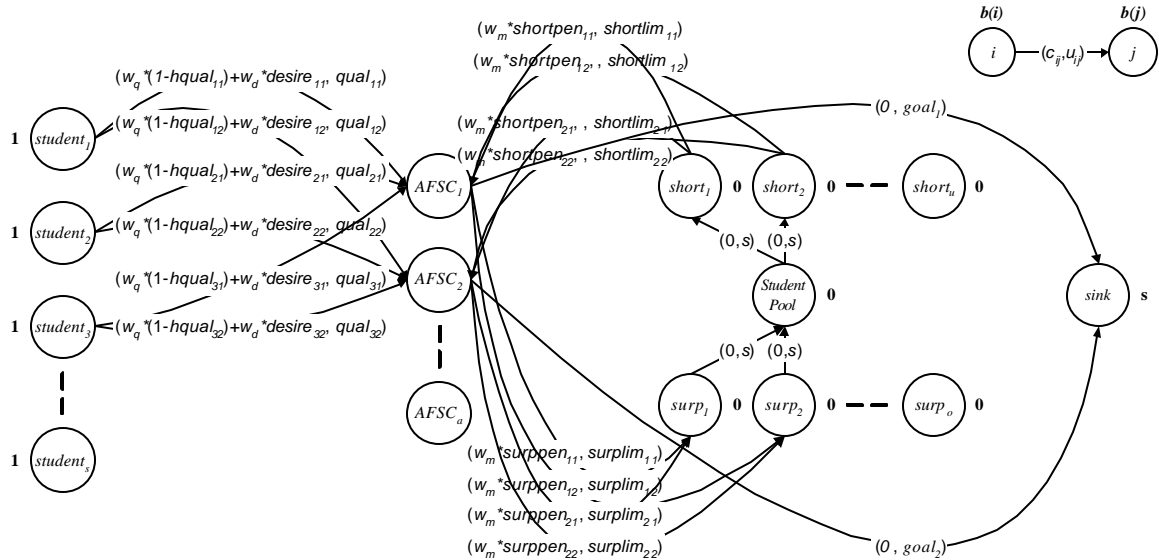 b(i) b(j)
i (c_ij,u_ij) j
(w_m*shortpen_11, shortlim_11)
(w_m*shortpen_12, , shortlim_12)
(w_q*(1-hqual_11)+w_d*desire_11, qual_11)
(0, goal_1)
1 student_1 (w_q*(1-hqual_12)+w_d*desire_12, qual_12)
(w_m*shortpen_21, , shortlim_21)
(w_m*shortpen_22, , shortlim_22)
(w_q*(1-hqual_21)+w_d*desire_21, qual_21)
AFSC_1 short_1 0 short_2 0 short_u 0
1 student_2 (w_q*(1-hqual_22)+w_d*desire_22, qual_22)
(0,s) (0,s)
(w_q*(1-hqual_31)+w_d*desire_31, qual_31)
AFSC_2 Student
Pool 0
sink s
1 student_3 (w_q*(1-hqual_32)+w_d*desire_32, qual_32)
(0,s) (0,s)
AFSC_a surp_1 0 surp_2 0 surp_o 0
1 student_s
(w_m*surppen_11, surplim_11)
(w_m*surppen_12, surplim_12)
(w_m*surppen_21, surplim_21)
(w_m*surppen_22, surplim_22)
(0, goal_2)